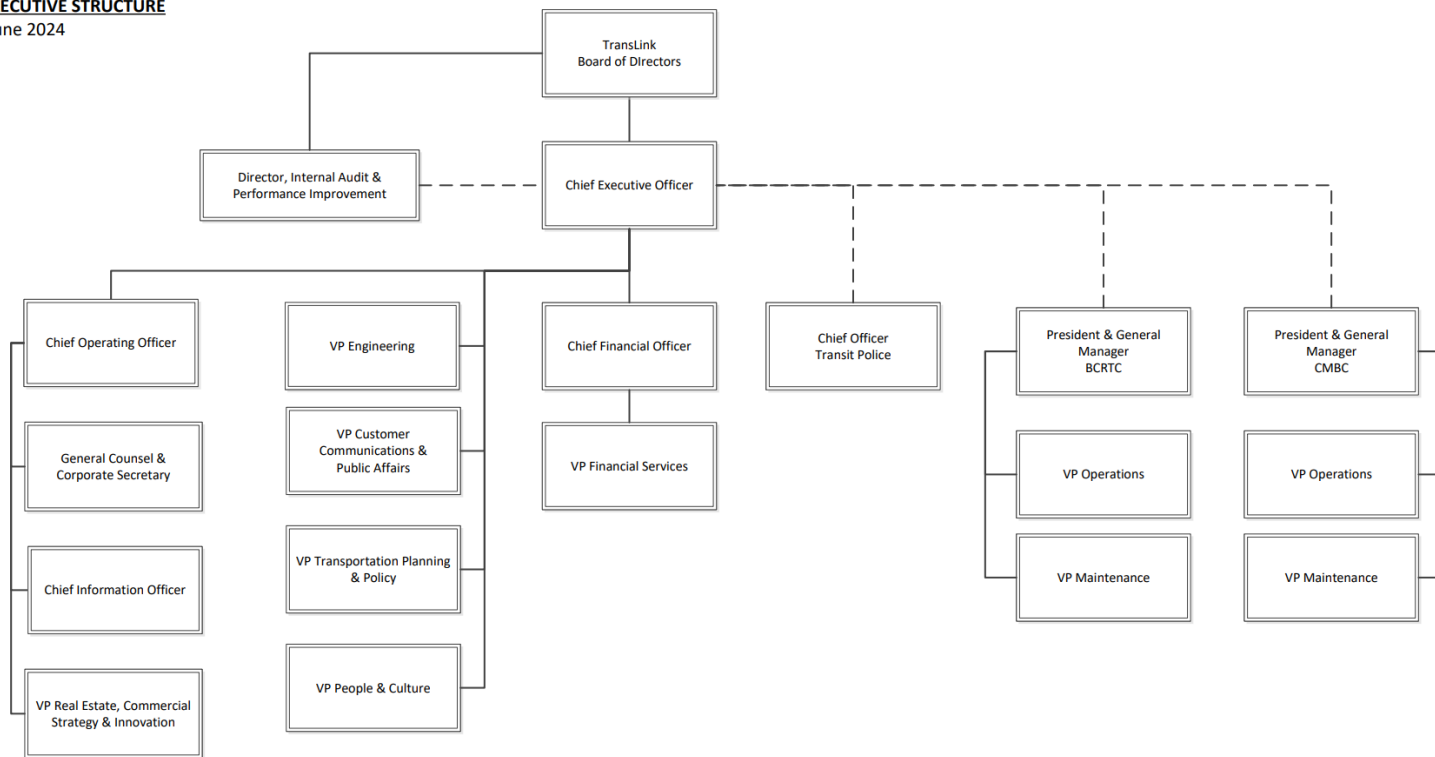 ECUTIVE STRUCTURE
une 2024
TransLink
Board of DIrectors
Director, Internal Audit &
Performance Improvement
Chief Executive Officer
Chief Operating Officer
VP Engineering
Chief Financial Officer
Chief Officer
Transit Police
President & General
Manager
BCRTC
President & General
Manager
CMBC
General Counsel &
Corporate Secretary
VP Customer
Communications &
Public Affairs
VP Financial Services
VP Operations
VP Operations
Chief Information Officer
VP Transportation Planning
& Policy
VP Maintenance
VP Maintenance
VP Real Estate, Commercial
Strategy & Innovation
VP People & Culture